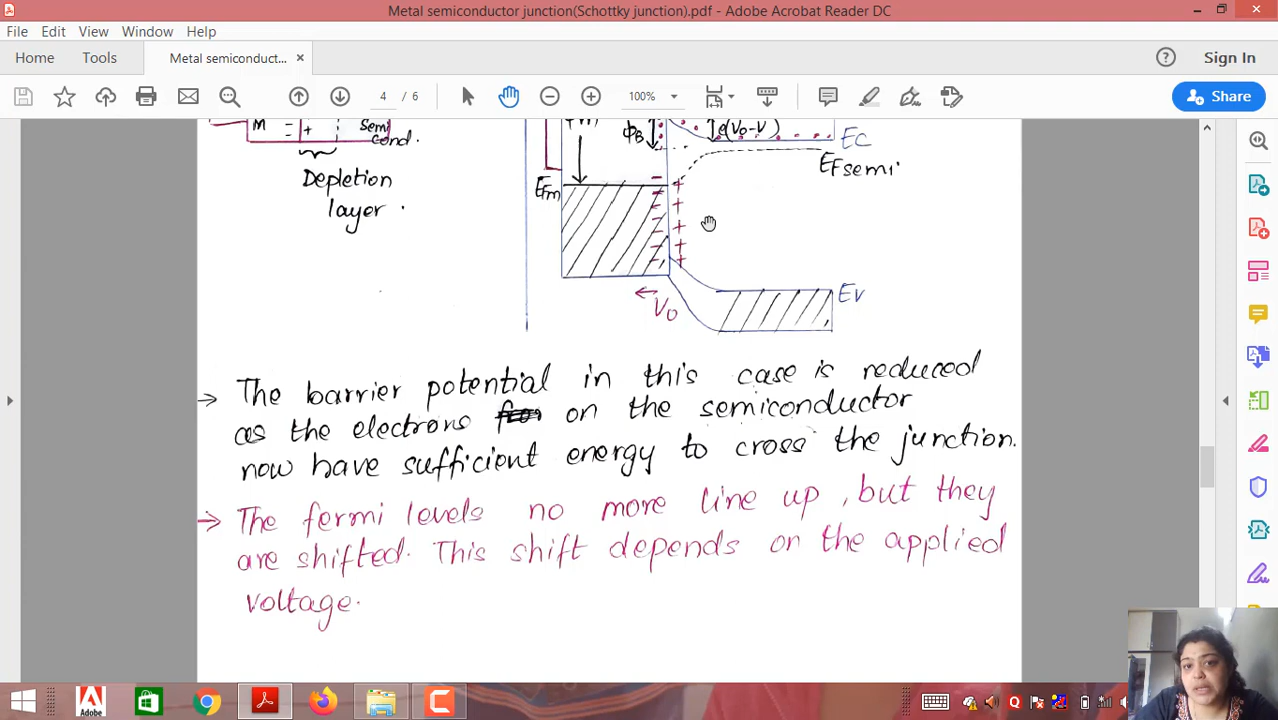 Metal semiconductor junction(Schottky junction).pdf - Adobe Acrobat Reader DC
File Edit View Window Help
Home Tools Metal semiconduct... × Sign In
4 / 6 100% Share
M - + Semi
cond.
Depletion
layer.
ΦB e(V0-V) EC
EFsemi
EFm
V0 EV
→ The barrier potential in this case is reduced
as the electrons on the semiconductor
now have sufficient energy to cross the junction.
→ The fermi levels no more line up, but they
are shifted. This shift depends on the applied
voltage.
Adobe